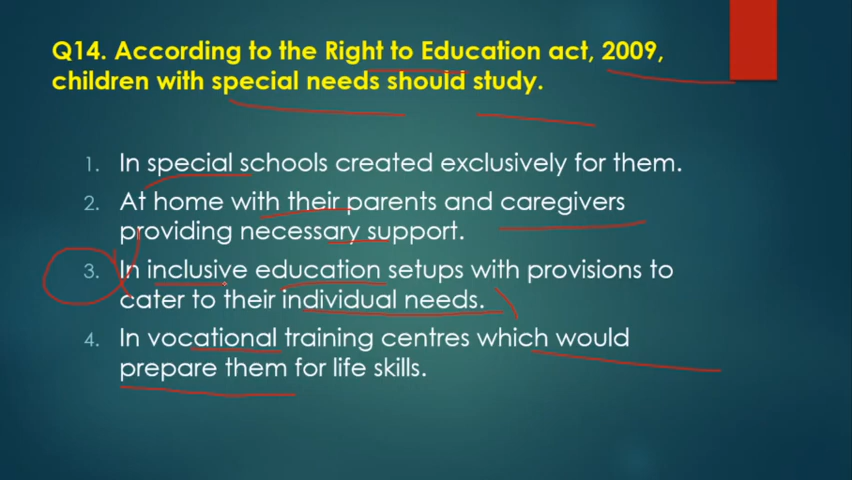 Q14. According to the Right to Education act, 2009,
children with special needs should study.
1. In special schools created exclusively for them.
2. At home with their parents and caregivers
providing necessary support.
3. In inclusive education setups with provisions to
cater to their individual needs.
4. In vocational training centres which would
prepare them for life skills.